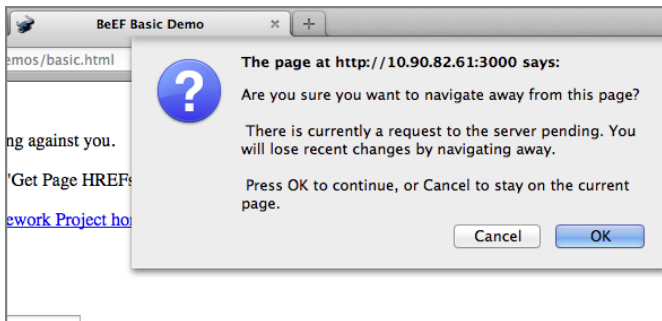 BeEF Basic Demo
emos/basic.html
The page at http://10.90.82.61:3000 says:
Are you sure you want to navigate away from this page?
There is currently a request to the server pending. You
will lose recent changes by navigating away.
Press OK to continue, or Cancel to stay on the current
page.
Cancel OK
ng against you.
'Get Page HREFs
ework Project ho